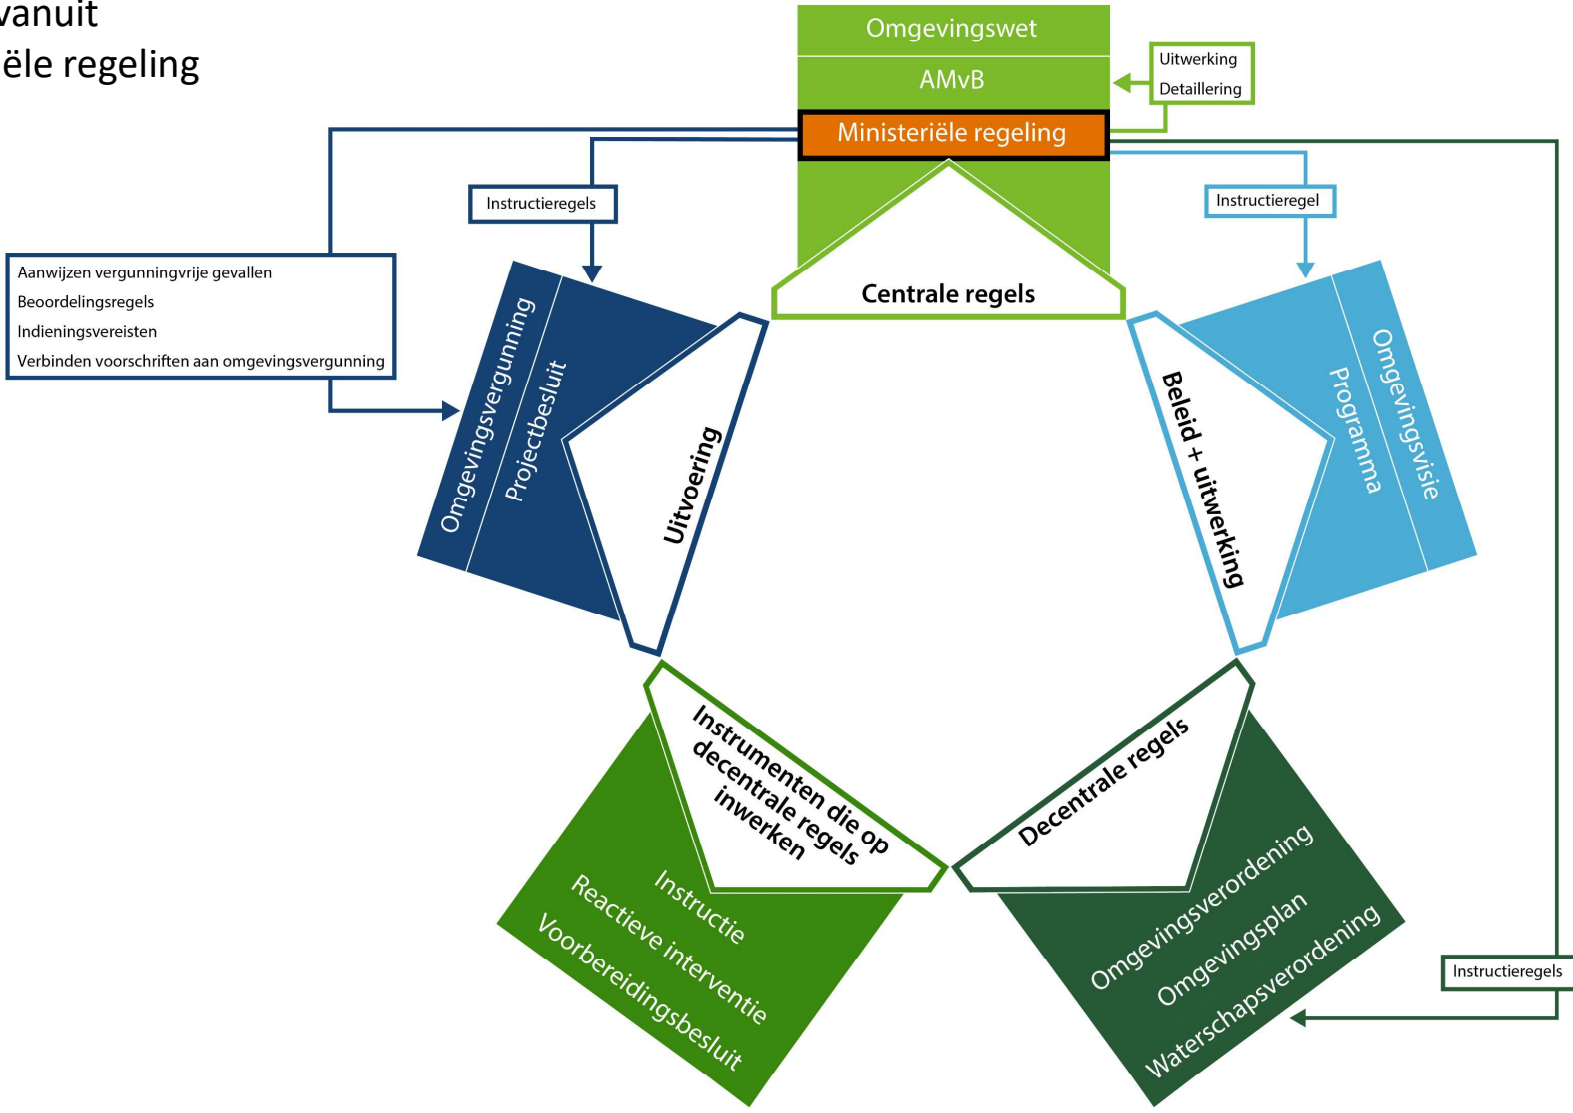 vanuit
ële regeling
Omgevingswet
AMvB
Ministeriële regeling
Uitwerking
Detaillering
Instructieregels
Instructieregel
Aanwijzen vergunningvrije gevallen
Beoordelingsregels
Indieningsvereisten
Verbinden voorschriften aan omgevingsvergunning
Centrale regels
Omgevingsvergunning
Projectbesluit
Uitvoering
Beleid + uitwerking
Programma
Omgevingsvisie
Instrumenten die op
decentrale regels
inwerken
Instructie
Reactieve interventie
Voorbereidingsbesluit
Decentrale regels
Omgevingsverordening
Omgevingsplan
Waterschapsverordening
Instructieregels